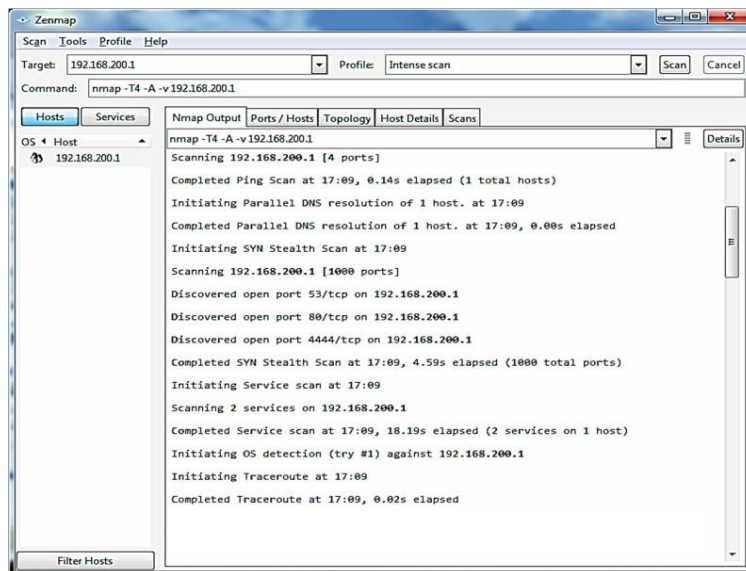 Zenmap
Scan Tools Profile Help
Target: 192.168.200.1 Profile: Intense scan Scan Cancel
Command: nmap -T4 -A -v 192.168.200.1
Hosts Services Nmap Output Ports / Hosts Topology Host Details Scans
OS Host
192.168.200.1
nmap -T4 -A -v 192.168.200.1 Details
Scanning 192.168.200.1 [4 ports]
Completed Ping Scan at 17:09, 0.14s elapsed (1 total hosts)
Initiating Parallel DNS resolution of 1 host. at 17:09
Completed Parallel DNS resolution of 1 host. at 17:09, 0.00s elapsed
Initiating SYN Stealth Scan at 17:09
Scanning 192.168.200.1 [1000 ports]
Discovered open port 53/tcp on 192.168.200.1
Discovered open port 80/tcp on 192.168.200.1
Discovered open port 4444/tcp on 192.168.200.1
Completed SYN Stealth Scan at 17:09, 4.59s elapsed (1000 total ports)
Initiating Service scan at 17:09
Scanning 2 services on 192.168.200.1
Completed Service scan at 17:09, 18.19s elapsed (2 services on 1 host)
Initiating OS detection (try #1) against 192.168.200.1
Initiating Traceroute at 17:09
Completed Traceroute at 17:09, 0.02s elapsed
Filter Hosts